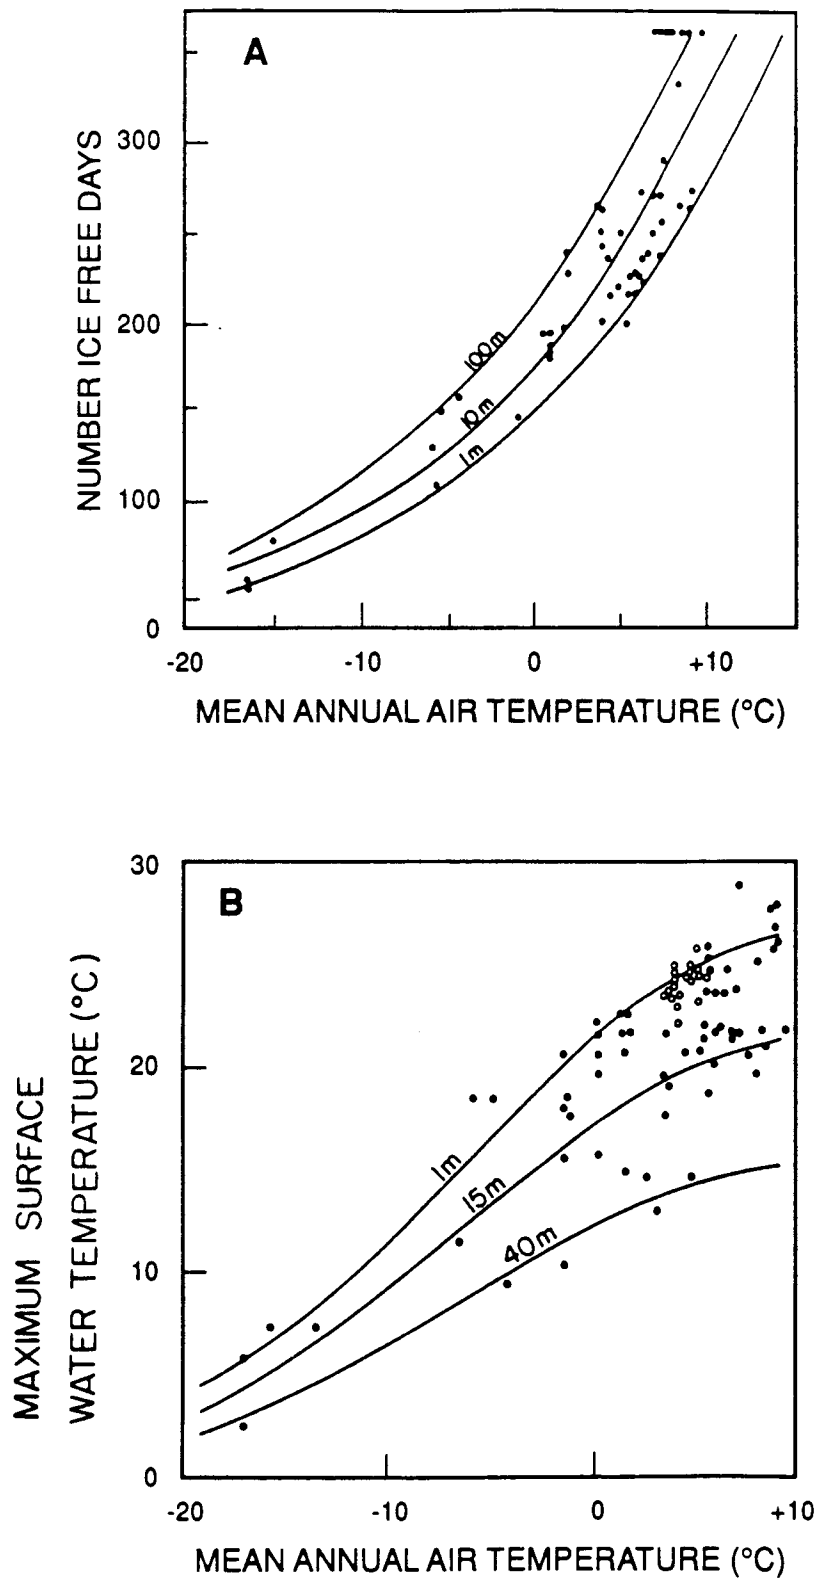 A
NUMBER ICE FREE DAYS
300
200
100
0
100m
10m
1m
-20 -10 0 +10
MEAN ANNUAL AIR TEMPERATURE (°C)
B
MAXIMUM SURFACE
WATER TEMPERATURE (°C)
30
20
10
0
1m
15m
40m
-20 -10 0 +10
MEAN ANNUAL AIR TEMPERATURE (°C)